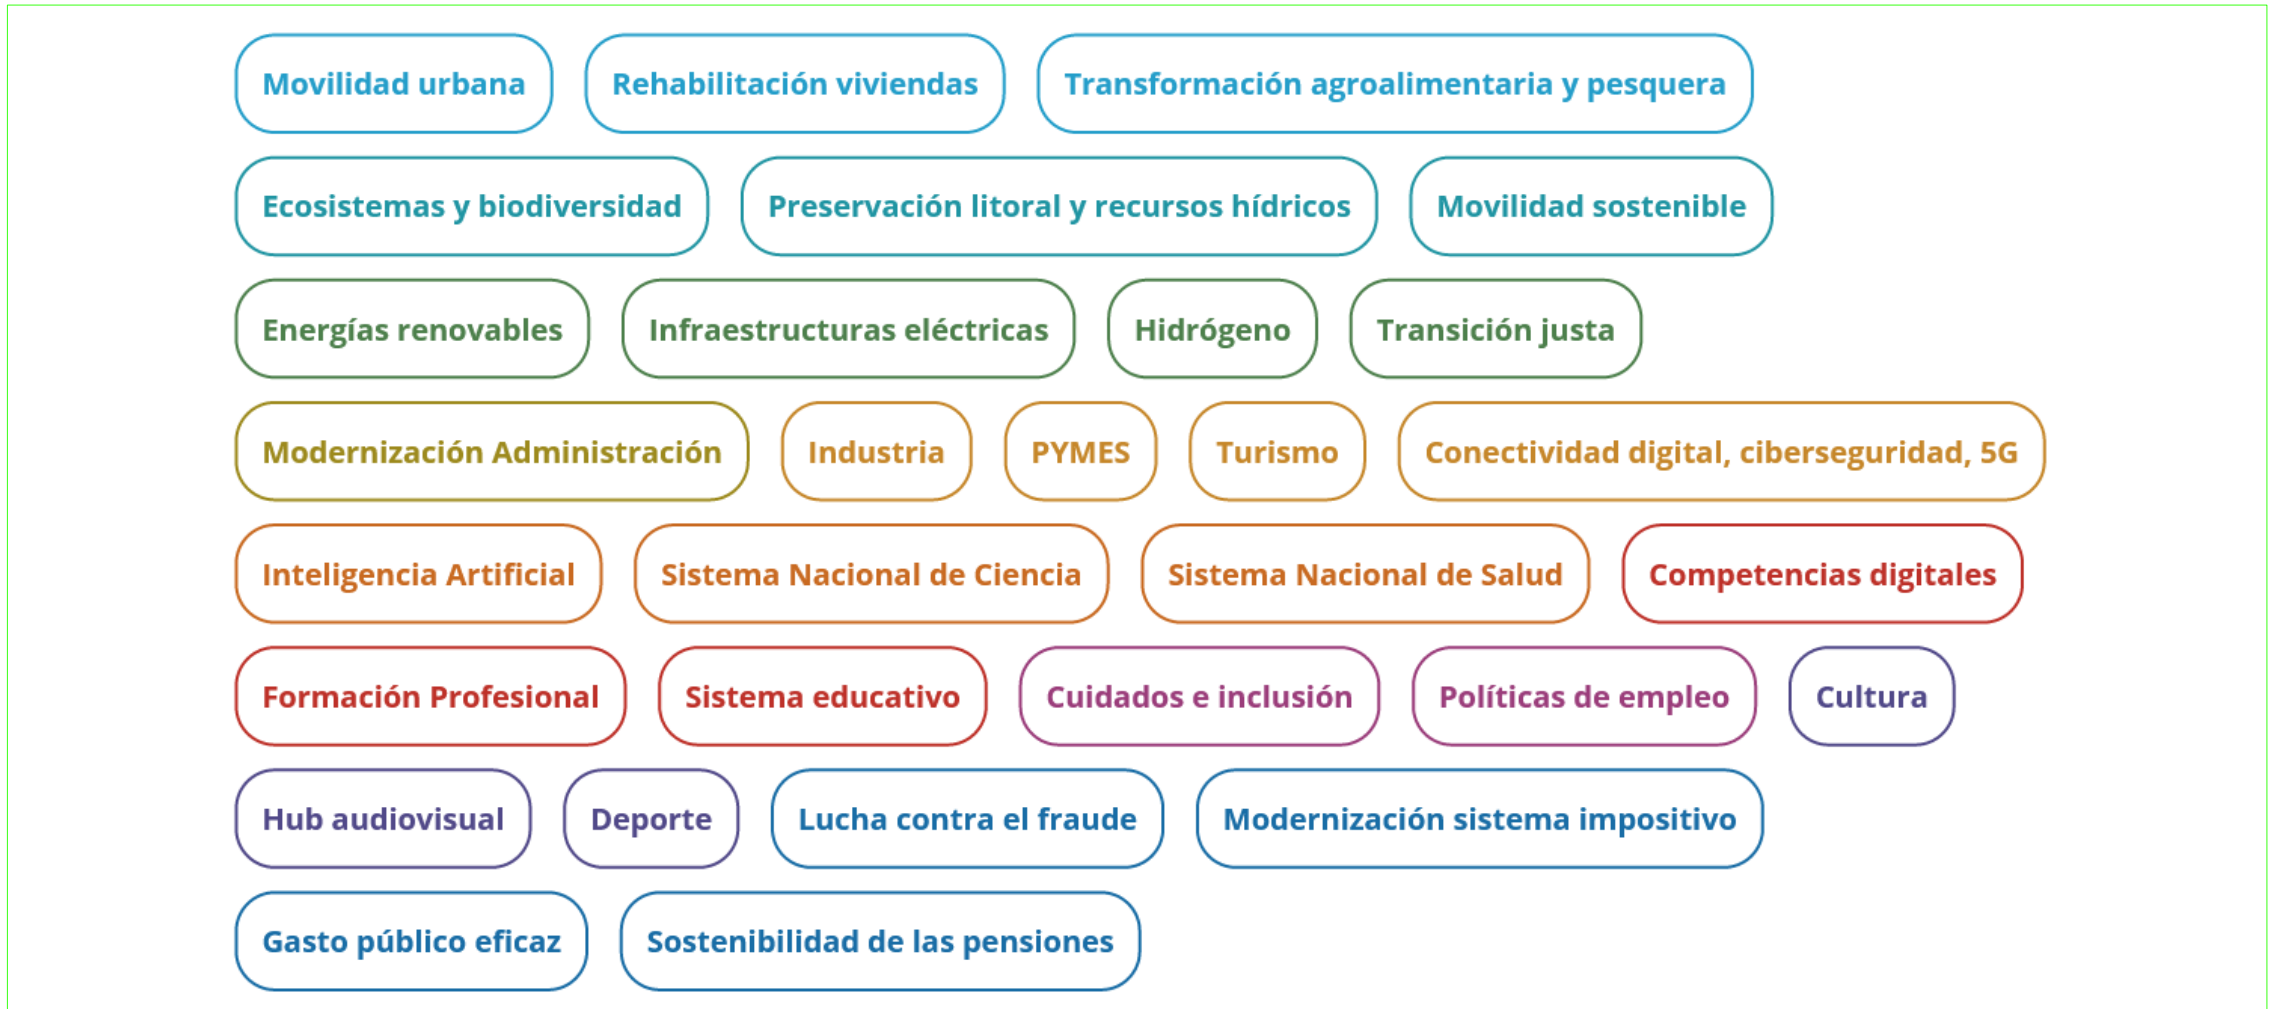 Movilidad urbana Rehabilitación viviendas Transformación agroalimentaria y pesquera
Ecosistemas y biodiversidad Preservación litoral y recursos hídricos Movilidad sostenible
Energías renovables Infraestructuras eléctricas Hidrógeno Transición justa
Modernización Administración Industria PYMES Turismo Conectividad digital, ciberseguridad, 5G
Inteligencia Artificial Sistema Nacional de Ciencia Sistema Nacional de Salud Competencias digitales
Formación Profesional Sistema educativo Cuidados e inclusión Políticas de empleo Cultura
Hub audiovisual Deporte Lucha contra el fraude Modernización sistema impositivo
Gasto público eficaz Sostenibilidad de las pensiones